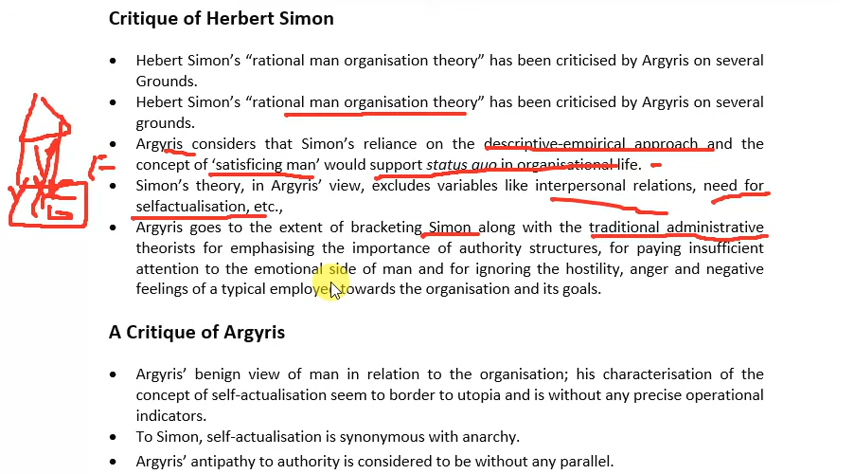 Critique of Herbert Simon
• Hebert Simon's "rational man organisation theory" has been criticised by Argyris on several
Grounds.
• Hebert Simon's "rational man organisation theory" has been criticised by Argyris on several
grounds.
• Argyris considers that Simon's reliance on the descriptive-empirical approach and the
concept of 'satisficing man' would support status quo in organisational life.
• Simon's theory, in Argyris' view, excludes variables like interpersonal relations, need for
selfactualisation, etc.,
• Argyris goes to the extent of bracketing Simon along with the traditional administrative
theorists for emphasising the importance of authority structures, for paying insufficient
attention to the emotional side of man and for ignoring the hostility, anger and negative
feelings of a typical employee towards the organisation and its goals.
A Critique of Argyris
• Argyris' benign view of man in relation to the organisation; his characterisation of the
concept of self-actualisation seem to border to utopia and is without any precise operational
indicators.
• To Simon, self-actualisation is synonymous with anarchy.
• Argyris' antipathy to authority is considered to be without any parallel.